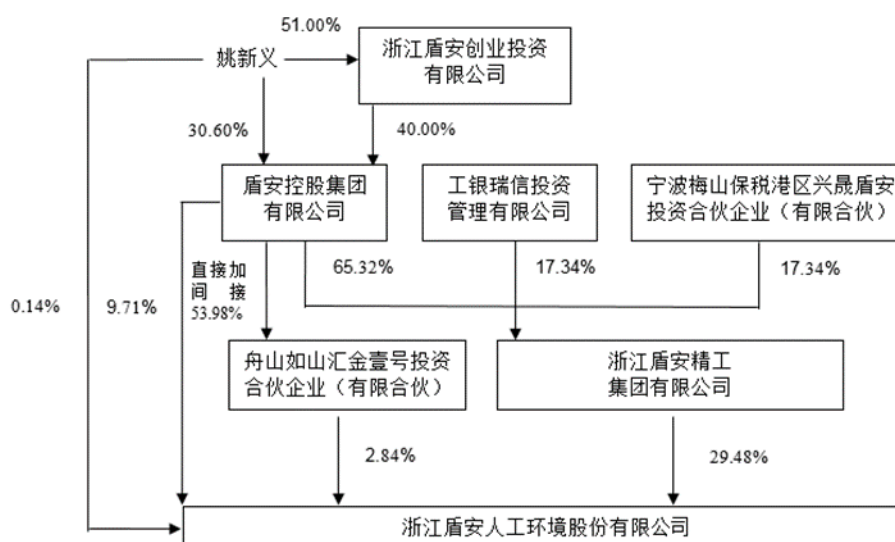 51.00%
姚新义
浙江盾安创业投资
有限公司
30.60%
40.00%
盾安控股集团
有限公司
工银瑞信投资
管理有限公司
宁波梅山保税港区兴晟盾安
投资合伙企业（有限合伙）
直接加
间 接
53.98%
65.32%
17.34%
17.34%
0.14%
9.71%
舟山如山汇金壹号投资
合伙企业（有限合伙）
浙江盾安精工
集团有限公司
2.84%
29.48%
浙江盾安人工环境股份有限公司